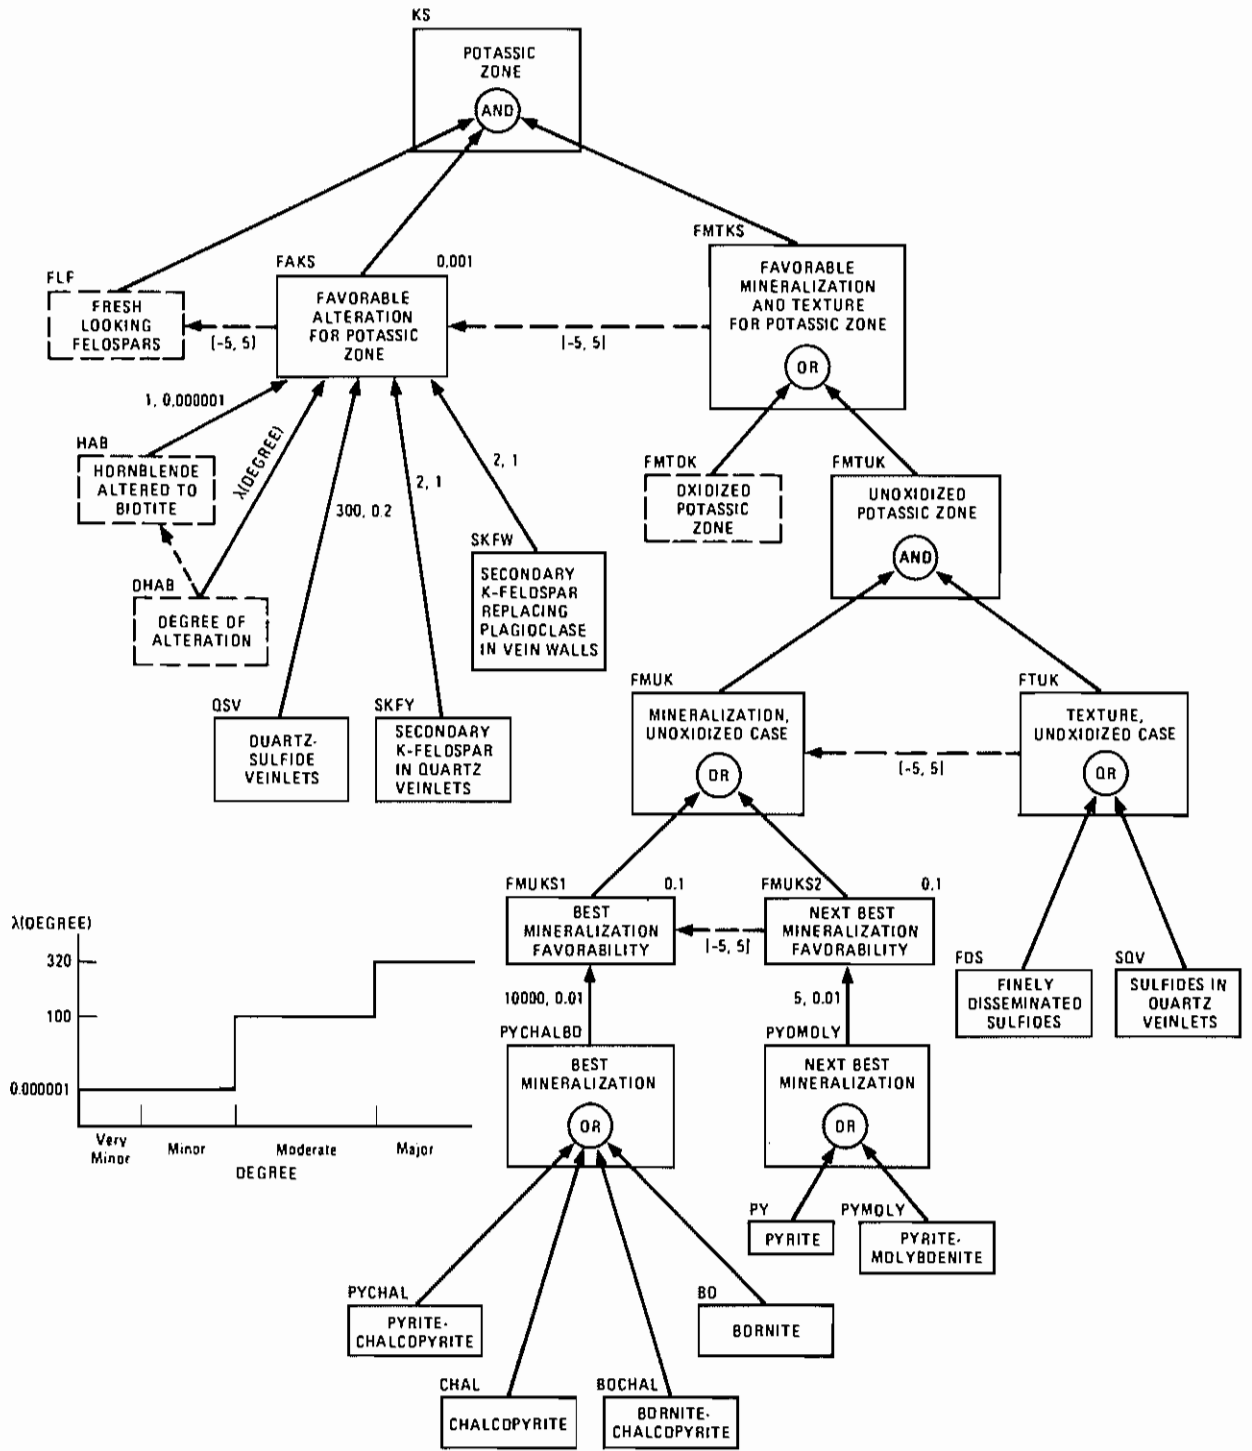 KS
POTASSIC
ZONE
AND
FMTKS
FAVORABLE
MINERALIZATION
AND TEXTURE
FOR POTASSIC ZONE
OR
FLF
FRESH
LOOKING
FELOSPARS
[-5, 5]
FAKS
0.001
FAVORABLE
ALTERATION
FOR POTASSIC
ZONE
[-5, 5]
1, 0.000001
HAB
HORNBLENDE
ALTERED TO
BIOTITE
λ(DEGREE)
300, 0.2
2, 1
2, 1
DHAB
DEGREE OF
ALTERATION
SKFW
SECONDARY
K-FELDSPAR
REPLACING
PLAGIOCLASE
IN VEIN WALLS
FMTOK
OXIDIZED
POTASSIC
ZONE
FMTUK
UNOXIDIZED
POTASSIC ZONE
AND
QSV
QUARTZ-
SULFIDE
VEINLETS
SKFY
SECONDARY
K-FELDSPAR
IN QUARTZ
VEINLETS
FMUK
MINERALIZATION,
UNOXIDIZED CASE
OR
[-5, 5]
FTUK
TEXTURE,
UNOXIDIZED CASE
OR
FMUKS1
0.1
BEST
MINERALIZATION
FAVORABILITY
[-5, 5]
FMUKS2
0.1
NEXT BEST
MINERALIZATION
FAVORABILITY
FDS
FINELY
DISSEMINATED
SULFIDES
SQV
SULFIDES IN
QUARTZ
VEINLETS
10000, 0.01
5, 0.01
PYCHALBO
BEST
MINERALIZATION
OR
PYOMOLY
NEXT BEST
MINERALIZATION
OR
λ(DEGREE)
320
100
0.000001
Very
Minor
Minor
Moderate
Major
DEGREE
PY
PYRITE
PYMOLY
PYRITE-
MOLYBDENITE
PYCHAL
PYRITE-
CHALCOPYRITE
BO
BORNITE
CHAL
CHALCOPYRITE
BOCHAL
BORNITE-
CHALCOPYRITE